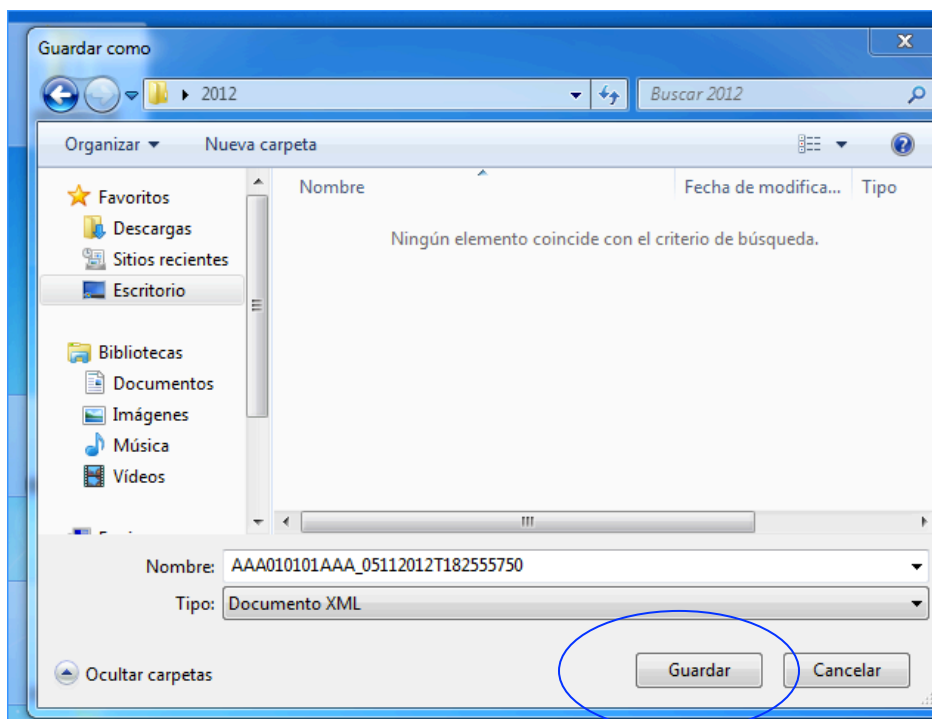 Guardar como
2012
Buscar 2012
Organizar
Nueva carpeta
Favoritos
Descargas
Sitios recientes
Escritorio
Bibliotecas
Documentos
Imágenes
Música
Vídeos
Nombre
Fecha de modifica...
Tipo
Ningún elemento coincide con el criterio de búsqueda.
Nombre: AAA010101AAA_05112012T182555750
Tipo: Documento XML
Ocultar carpetas
Guardar
Cancelar